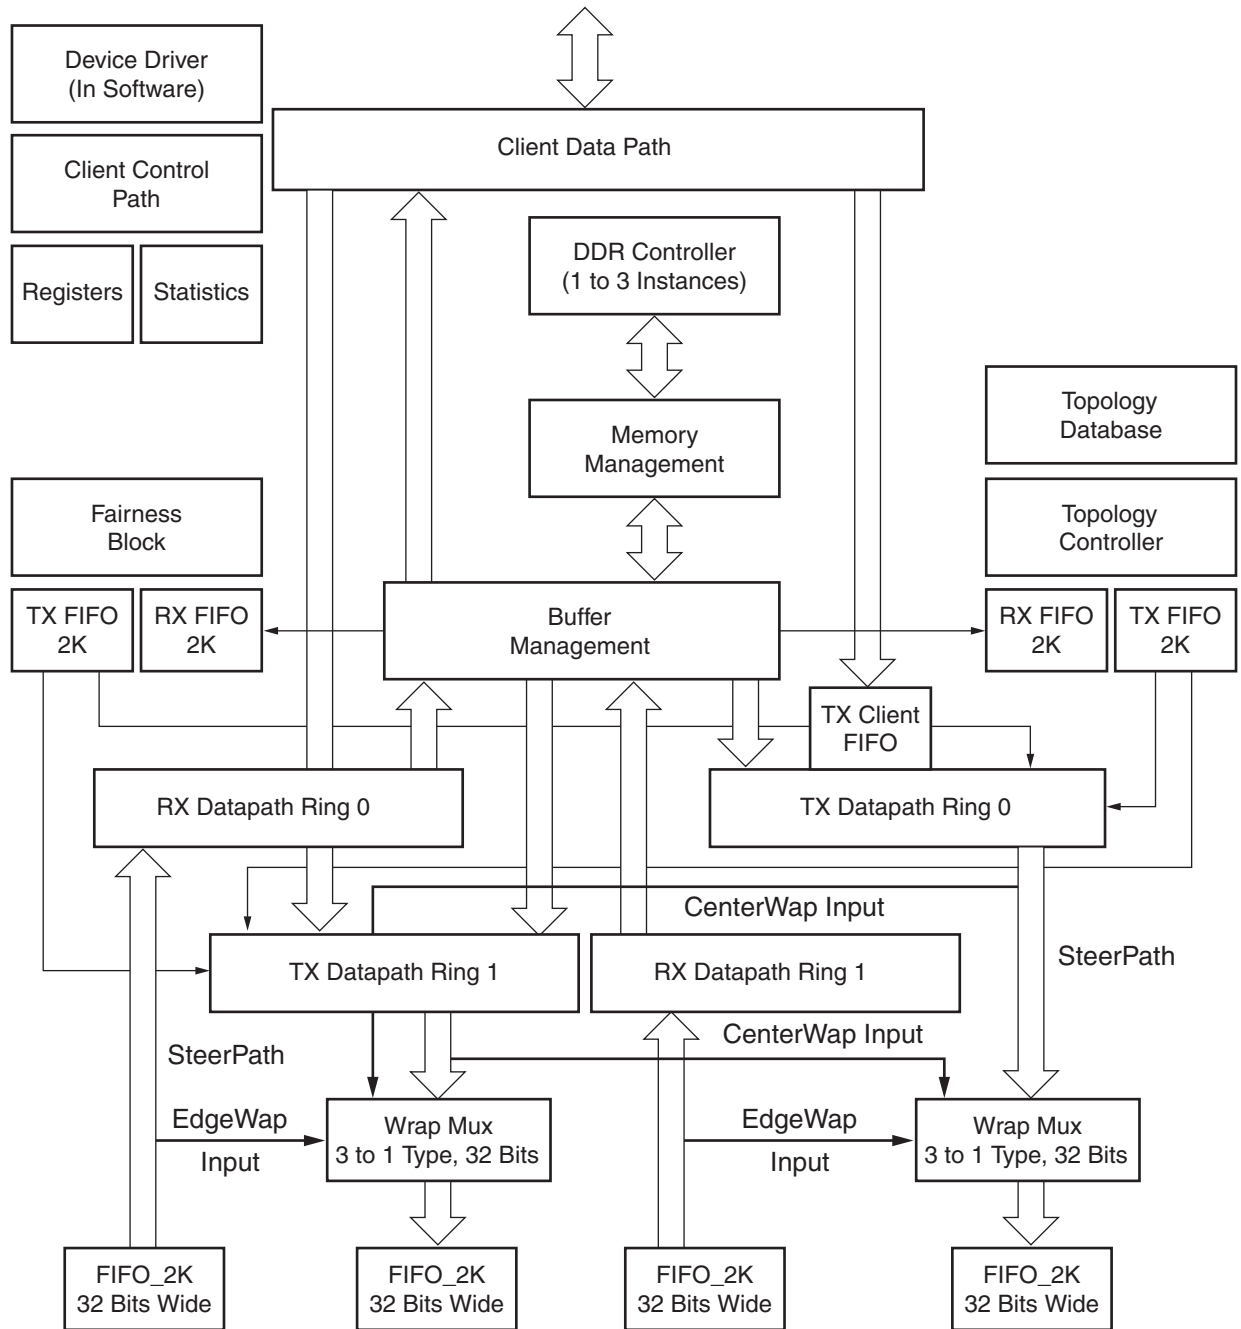 Device Driver
(In Software)
Client Data Path
Client Control
Path
DDR Controller
(1 to 3 Instances)
Registers
Statistics
Memory
Management
Topology
Database
Fairness
Block
Topology
Controller
TX FIFO
2K
RX FIFO
2K
Buffer
Management
RX FIFO
2K
TX FIFO
2K
TX Client
FIFO
RX Datapath Ring 0
TX Datapath Ring 0
CenterWap Input
TX Datapath Ring 1
RX Datapath Ring 1
SteerPath
CenterWap Input
SteerPath
EdgeWap
Input
Wrap Mux
3 to 1 Type, 32 Bits
EdgeWap
Input
Wrap Mux
3 to 1 Type, 32 Bits
FIFO_2K
32 Bits Wide
FIFO_2K
32 Bits Wide
FIFO_2K
32 Bits Wide
FIFO_2K
32 Bits Wide